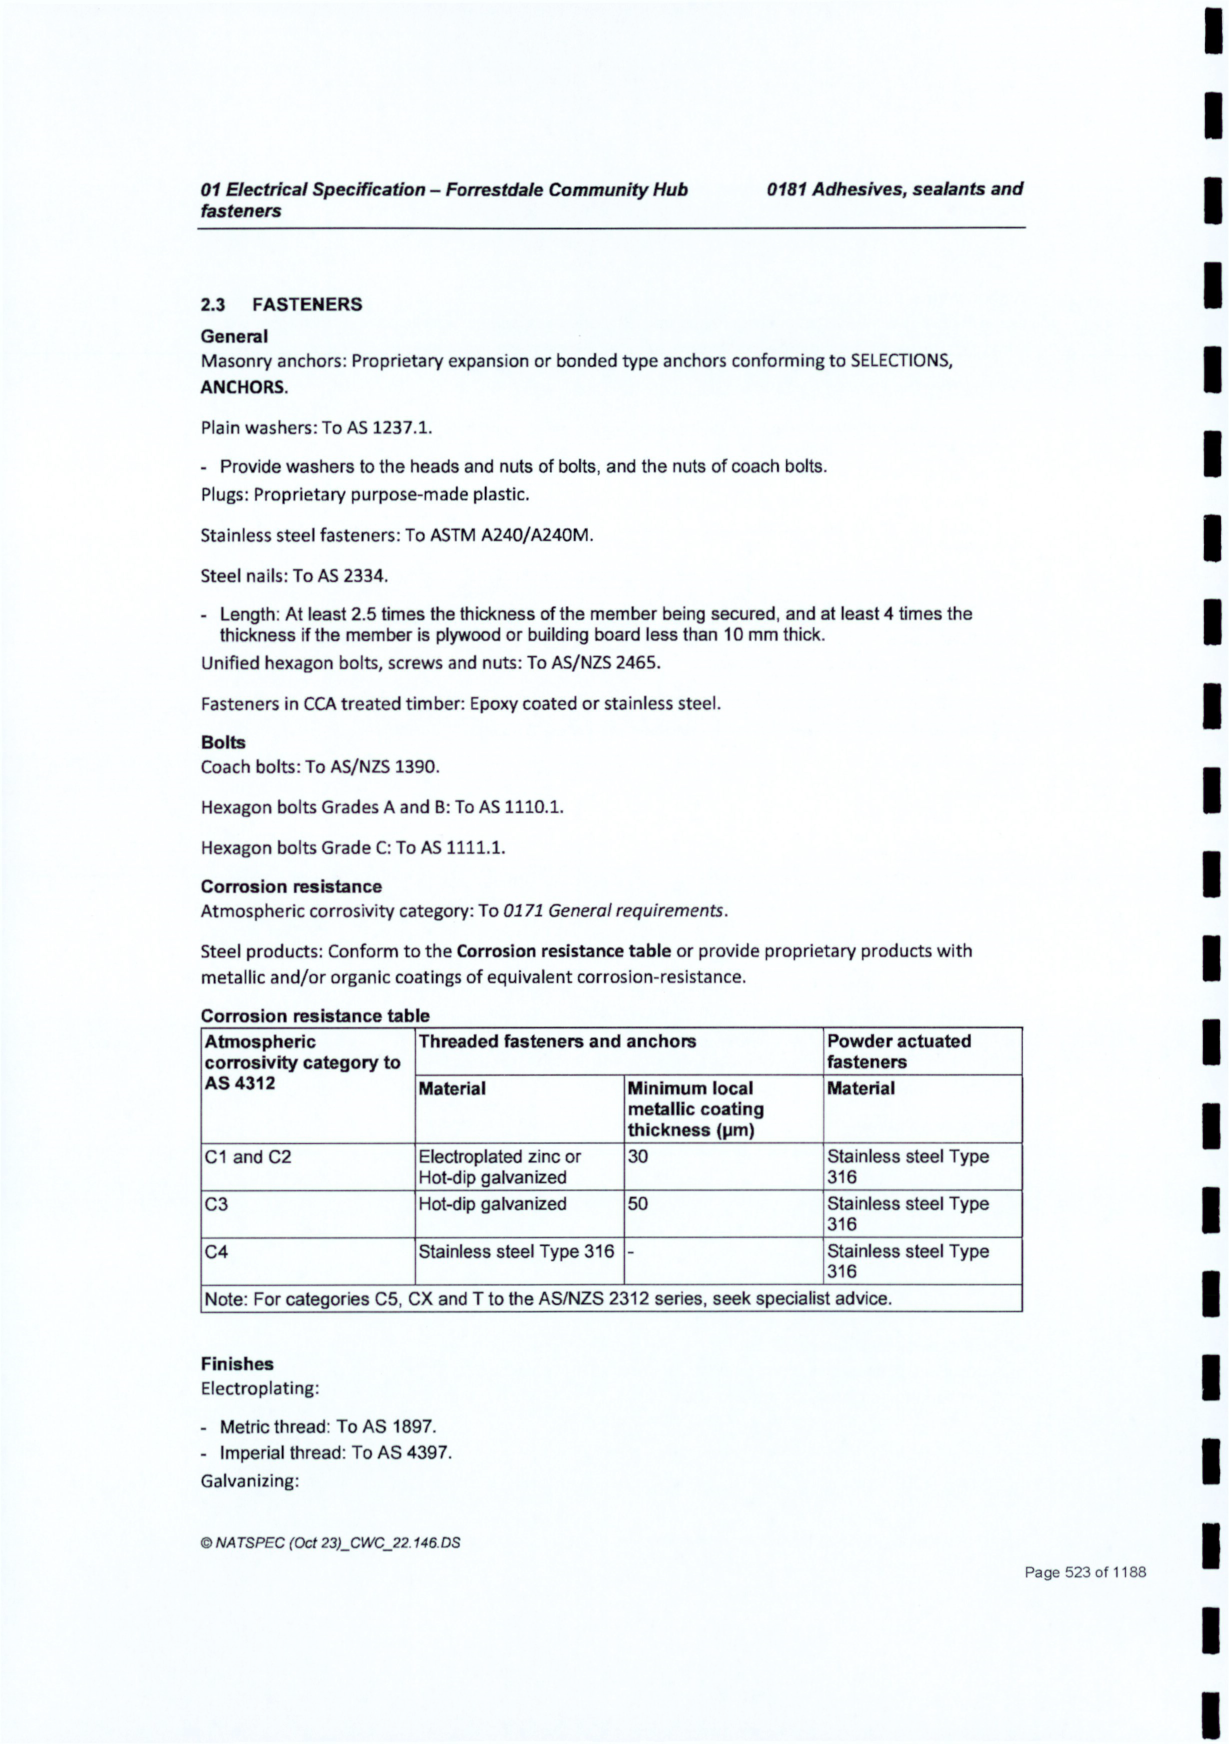 01 Electrical Specification – Forrestdale Community Hub 0181 Adhesives, sealants and
fasteners
2.3 FASTENERS
General
Masonry anchors: Proprietary expansion or bonded type anchors conforming to SELECTIONS,
ANCHORS.
Plain washers: To AS 1237.1.
- Provide washers to the heads and nuts of bolts, and the nuts of coach bolts.
Plugs: Proprietary purpose-made plastic.
Stainless steel fasteners: To ASTM A240/A240M.
Steel nails: To AS 2334.
- Length: At least 2.5 times the thickness of the member being secured, and at least 4 times the
thickness if the member is plywood or building board less than 10 mm thick.
Unified hexagon bolts, screws and nuts: To AS/NZS 2465.
Fasteners in CCA treated timber: Epoxy coated or stainless steel.
Bolts
Coach bolts: To AS/NZS 1390.
Hexagon bolts Grades A and B: To AS 1110.1.
Hexagon bolts Grade C: To AS 1111.1.
Corrosion resistance
Atmospheric corrosivity category: To 0171 General requirements.
Steel products: Conform to the Corrosion resistance table or provide proprietary products with
metallic and/or organic coatings of equivalent corrosion-resistance.
Corrosion resistance table
Atmospheric
corrosivity category to
AS 4312
Threaded fasteners and anchors
Powder actuated
fasteners
Material
Minimum local
metallic coating
thickness (µm)
Material
C1 and C2
Electroplated zinc or
Hot-dip galvanized
30
Stainless steel Type
316
C3
Hot-dip galvanized
50
Stainless steel Type
316
C4
Stainless steel Type 316
-
Stainless steel Type
316
Note: For categories C5, CX and T to the AS/NZS 2312 series, seek specialist advice.
Finishes
Electroplating:
- Metric thread: To AS 1897.
- Imperial thread: To AS 4397.
Galvanizing:
© NATSPEC (Oct 23)_CWC_22.146.DS
Page 523 of 1188